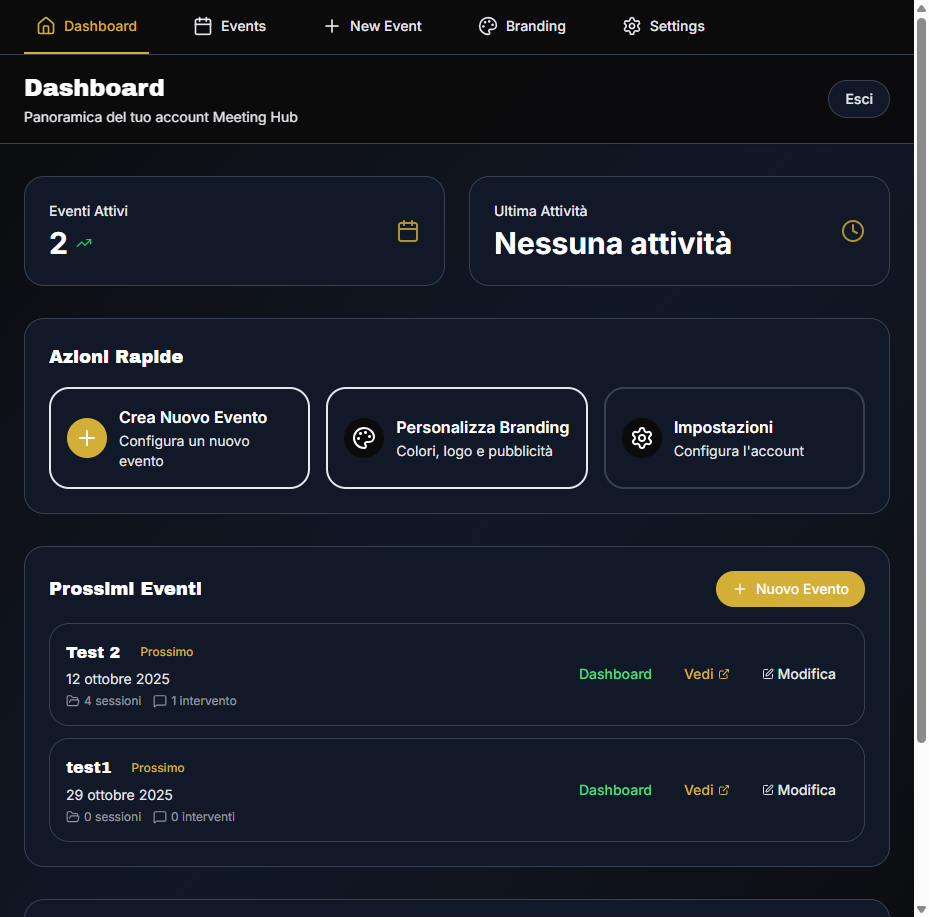 Dashboard Events New Event Branding Settings
Dashboard
Panoramica del tuo account Meeting Hub
Esci
Eventi Attivi
2
Ultima Attività
Nessuna attività
Azioni Rapide
Crea Nuovo Evento
Configura un nuovo
evento
Personalizza Branding
Colori, logo e pubblicità
Impostazioni
Configura l'account
Prossimi Eventi
Nuovo Evento
Test 2 Prossimo
12 ottobre 2025
4 sessioni 1 intervento
Dashboard Vedi Modifica
test1 Prossimo
29 ottobre 2025
0 sessioni 0 interventi
Dashboard Vedi Modifica